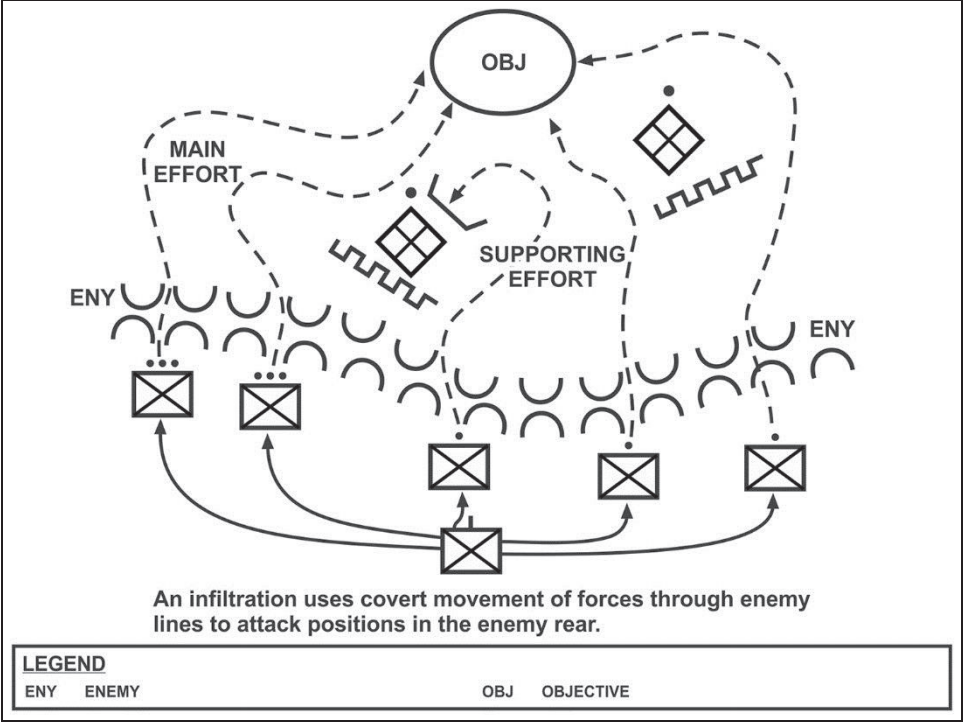 OBJ
MAIN
EFFORT
SUPPORTING
EFFORT
ENY
ENY
An infiltration uses covert movement of forces through enemy
lines to attack positions in the enemy rear.
LEGEND
ENY ENEMY OBJ OBJECTIVE